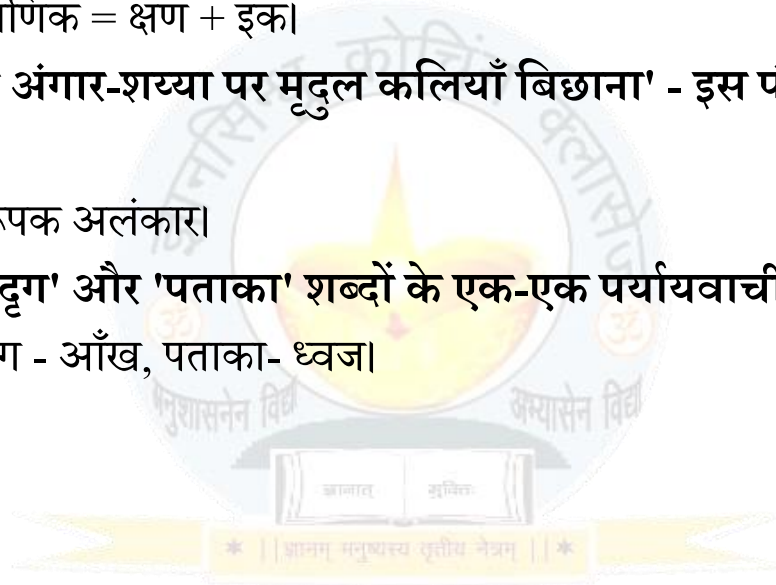 णिक = क्षण + इक।
अंगार-शय्या पर मृदुल कलियाँ बिछाना' - इस
पक अलंकार।
दृग' और 'पताका' शब्दों के एक-एक पर्यायवाची
ग - आँख, पताका- ध्वज।
कोचिंग क्लासेज
अनुशासनेन विद्या
अभ्यासेन विद्या
ज्ञानात्
मुक्तिः
* ||ज्ञानम् मनुष्यस्य तृतीय नेत्रम् ||*